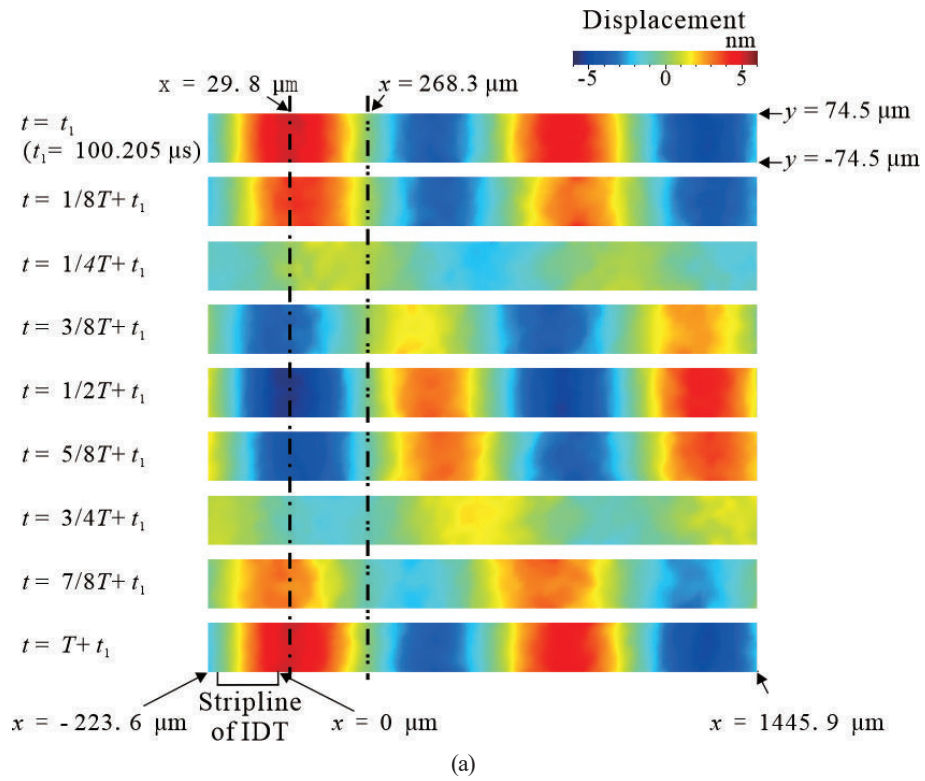 Displacement
nm
-5 0 5
x = 29.8 μm
x = 268.3 μm
t = t₁
(t₁= 100.205 μs)
y = 74.5 μm
y = -74.5 μm
t = 1/8T+ t₁
t = 1/4T+ t₁
t = 3/8T+ t₁
t = 1/2T+ t₁
t = 5/8T+ t₁
t = 3/4T+ t₁
t = 7/8T+ t₁
t = T+ t₁
Stripline
of IDT
x = -223.6 μm
x = 0 μm
x = 1445.9 μm
(a)